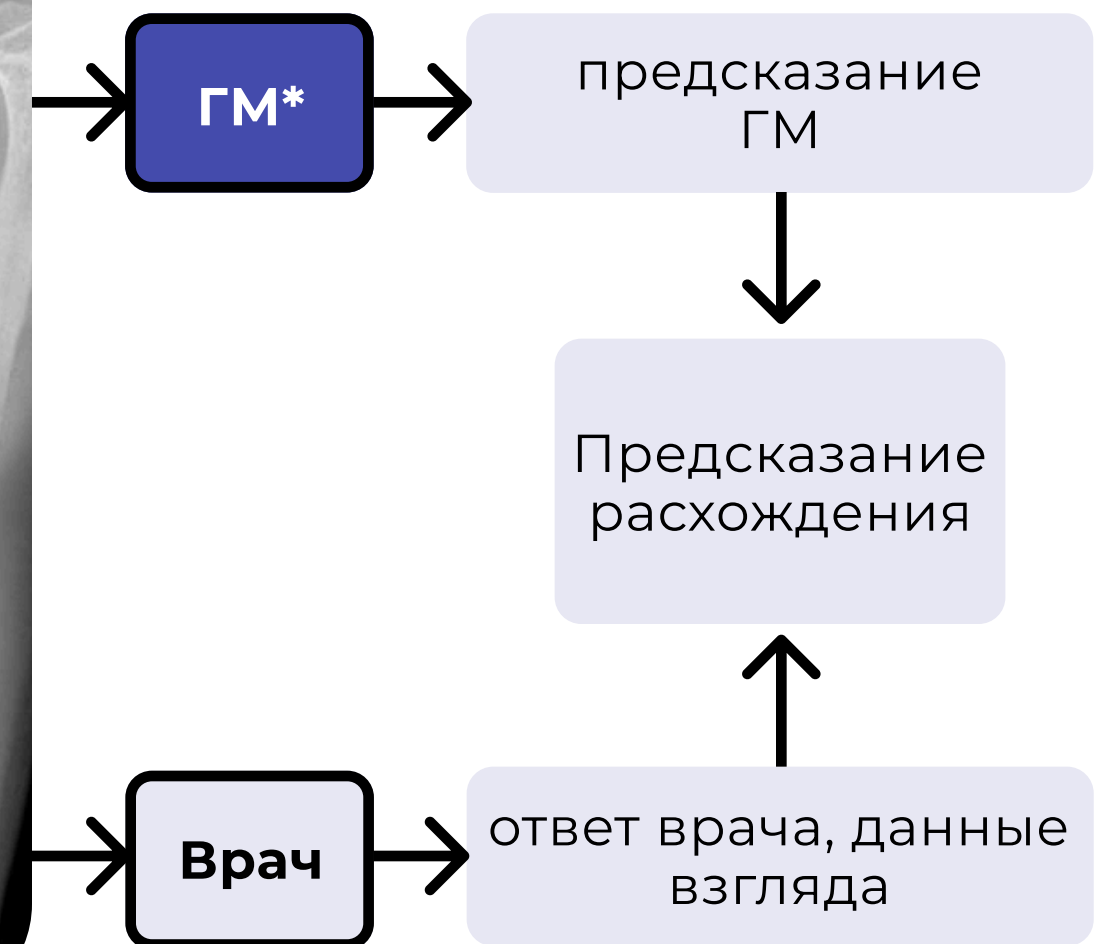 ГМ*
предсказание
ГМ
Предсказание
расхождения
Врач
ответ врача, данные
взгляда